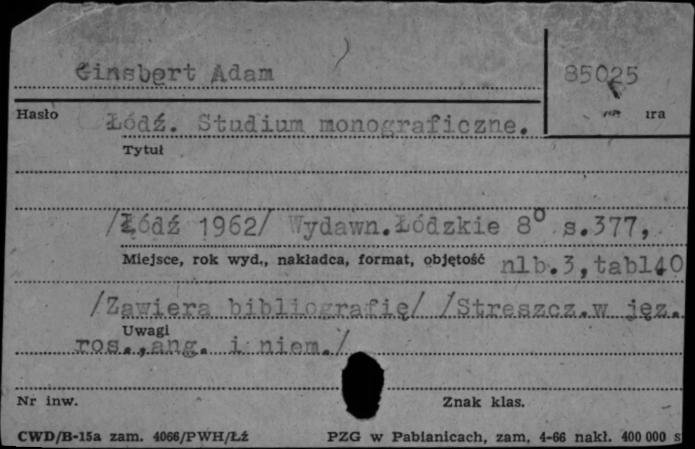 Ginsbert Adam 85025
Hasło
Łódź. Studium monograficzne.
Tytuł
/Łódź 1962/ Wydawn.Łódzkie 8° s.377,
Miejsce, rok wyd., nakładca, format, objętość nlb.3,tabl40
/Zawiera bibliografię/ /Streszcz.w jęz.
Uwagi
ros.,ang. i niem./
Nr inw. Znak klas.
CWD/B-15a zam. 4066/PWH/Łź PZG w Pabianicach, zam, 4-66 nakł. 400 000 s